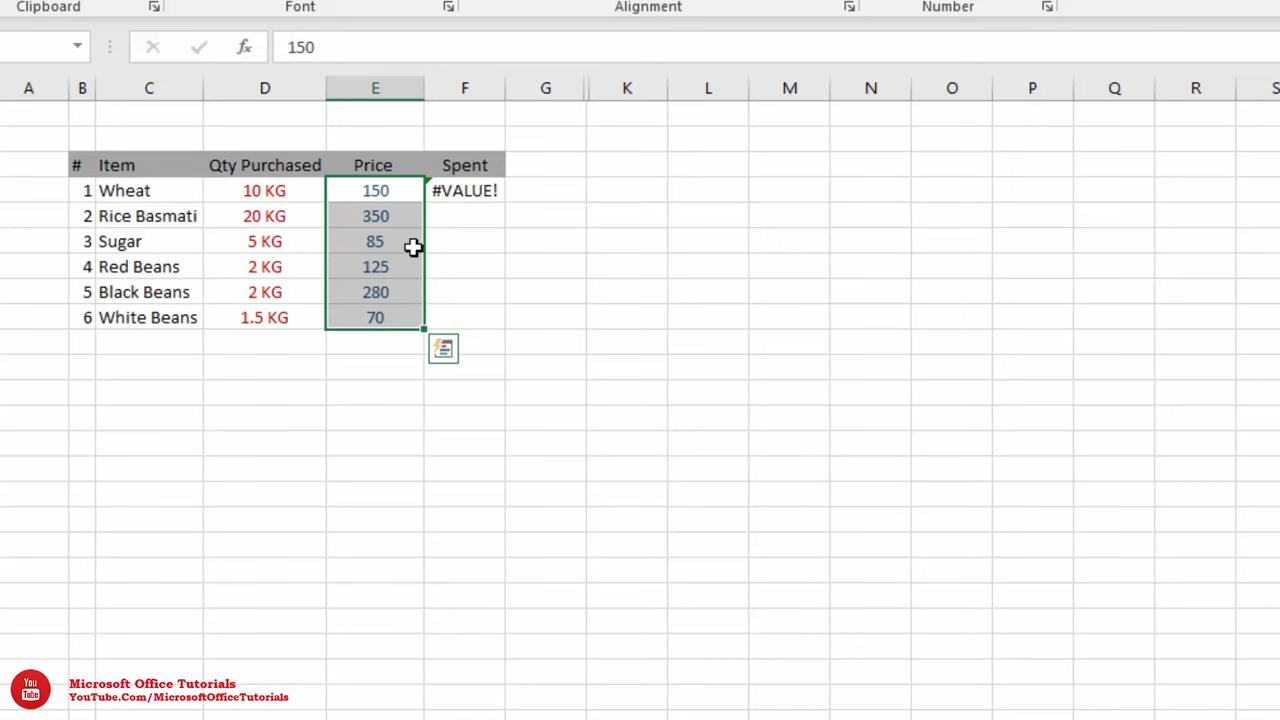 Clipboard Font Alignment Number
fx 150
A B C D E F G K L M N O P Q R S
# Item Qty Purchased Price Spent
1 Wheat 10 KG 150 #VALUE!
2 Rice Basmati 20 KG 350
3 Sugar 5 KG 85
4 Red Beans 2 KG 125
5 Black Beans 2 KG 280
6 White Beans 1.5 KG 70
You Tube
Microsoft Office Tutorials
YouTube.Com/MicrosoftOfficeTutorials